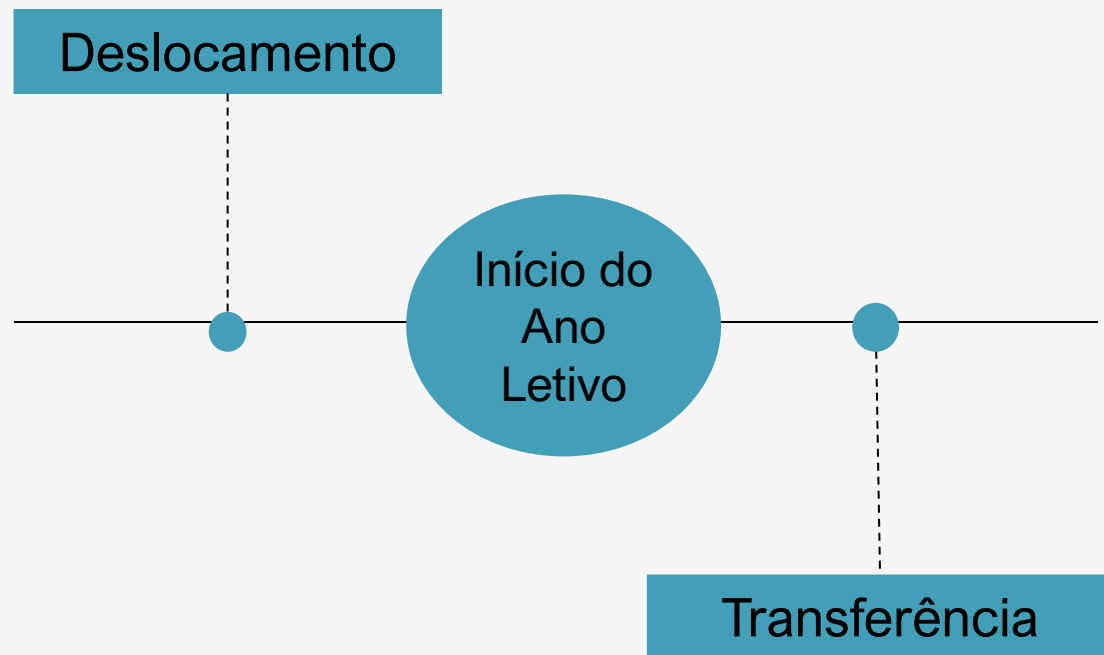 Deslocamento
Início do
Ano
Letivo
Transferência